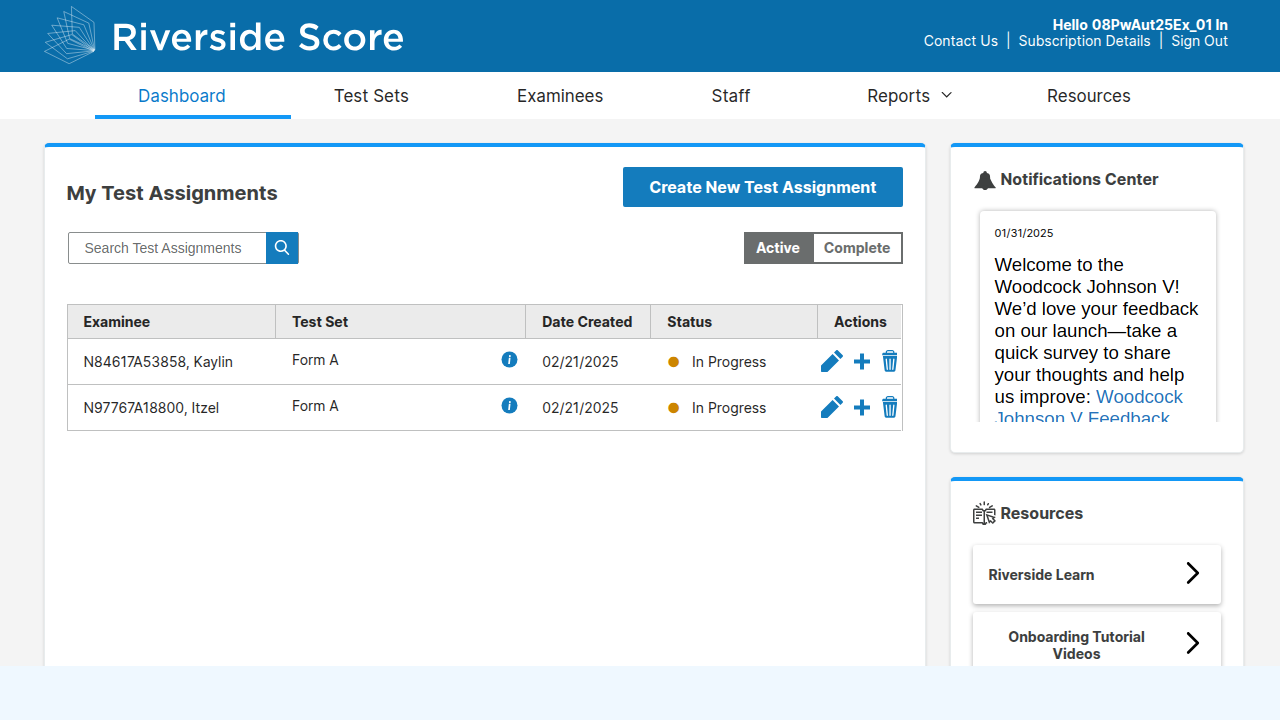 Riverside Score
Hello 08PwAut25Ex_01 In
Contact Us | Subscription Details | Sign Out
Dashboard Test Sets Examinees Staff Reports Resources
My Test Assignments
Create New Test Assignment
Search Test Assignments
Active Complete
Examinee Test Set Date Created Status Actions
N84617A53858, Kaylin Form A i 02/21/2025 In Progress
N97767A18800, Itzel Form A i 02/21/2025 In Progress
Notifications Center
01/31/2025
Welcome to the
Woodcock Johnson V!
We’d love your feedback
on our launch—take a
quick survey to share
your thoughts and help
us improve: Woodcock
Johnson V Feedback
Resources
Riverside Learn
Onboarding Tutorial
Videos